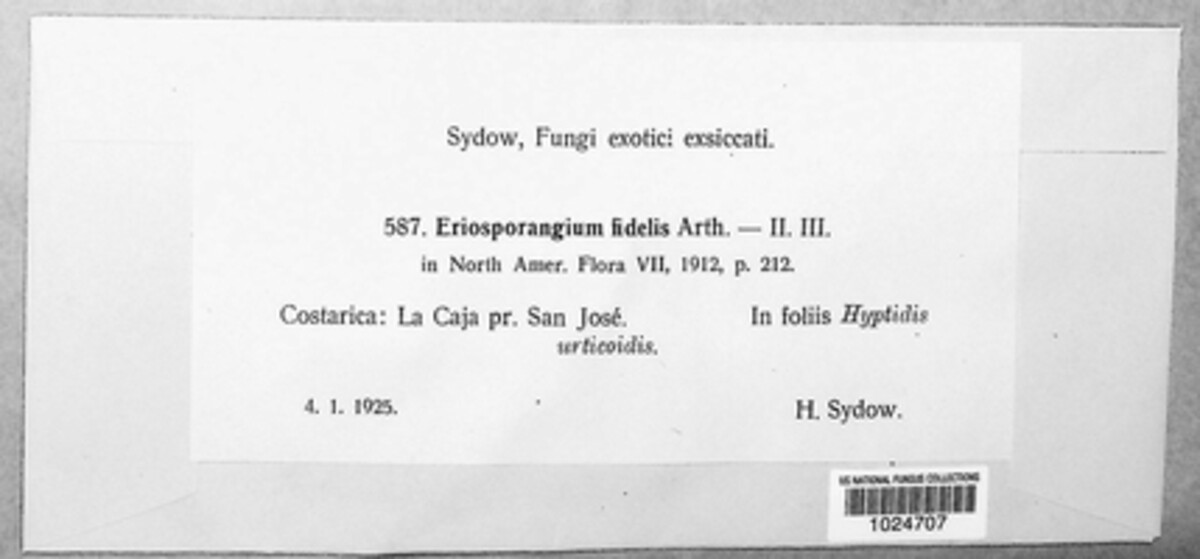 Sydow, Fungi exotici exsiccati.
587. Eriosporangium fidelis Arth. — II. III.
in North Amer. Flora VII, 1912, p. 212.
Costarica: La Caja pr. San José. In foliis Hyptidis
urticoidis.
4. 1. 1925. H. Sydow.
US NATIONAL FUNGUS COLLECTIONS
1024707